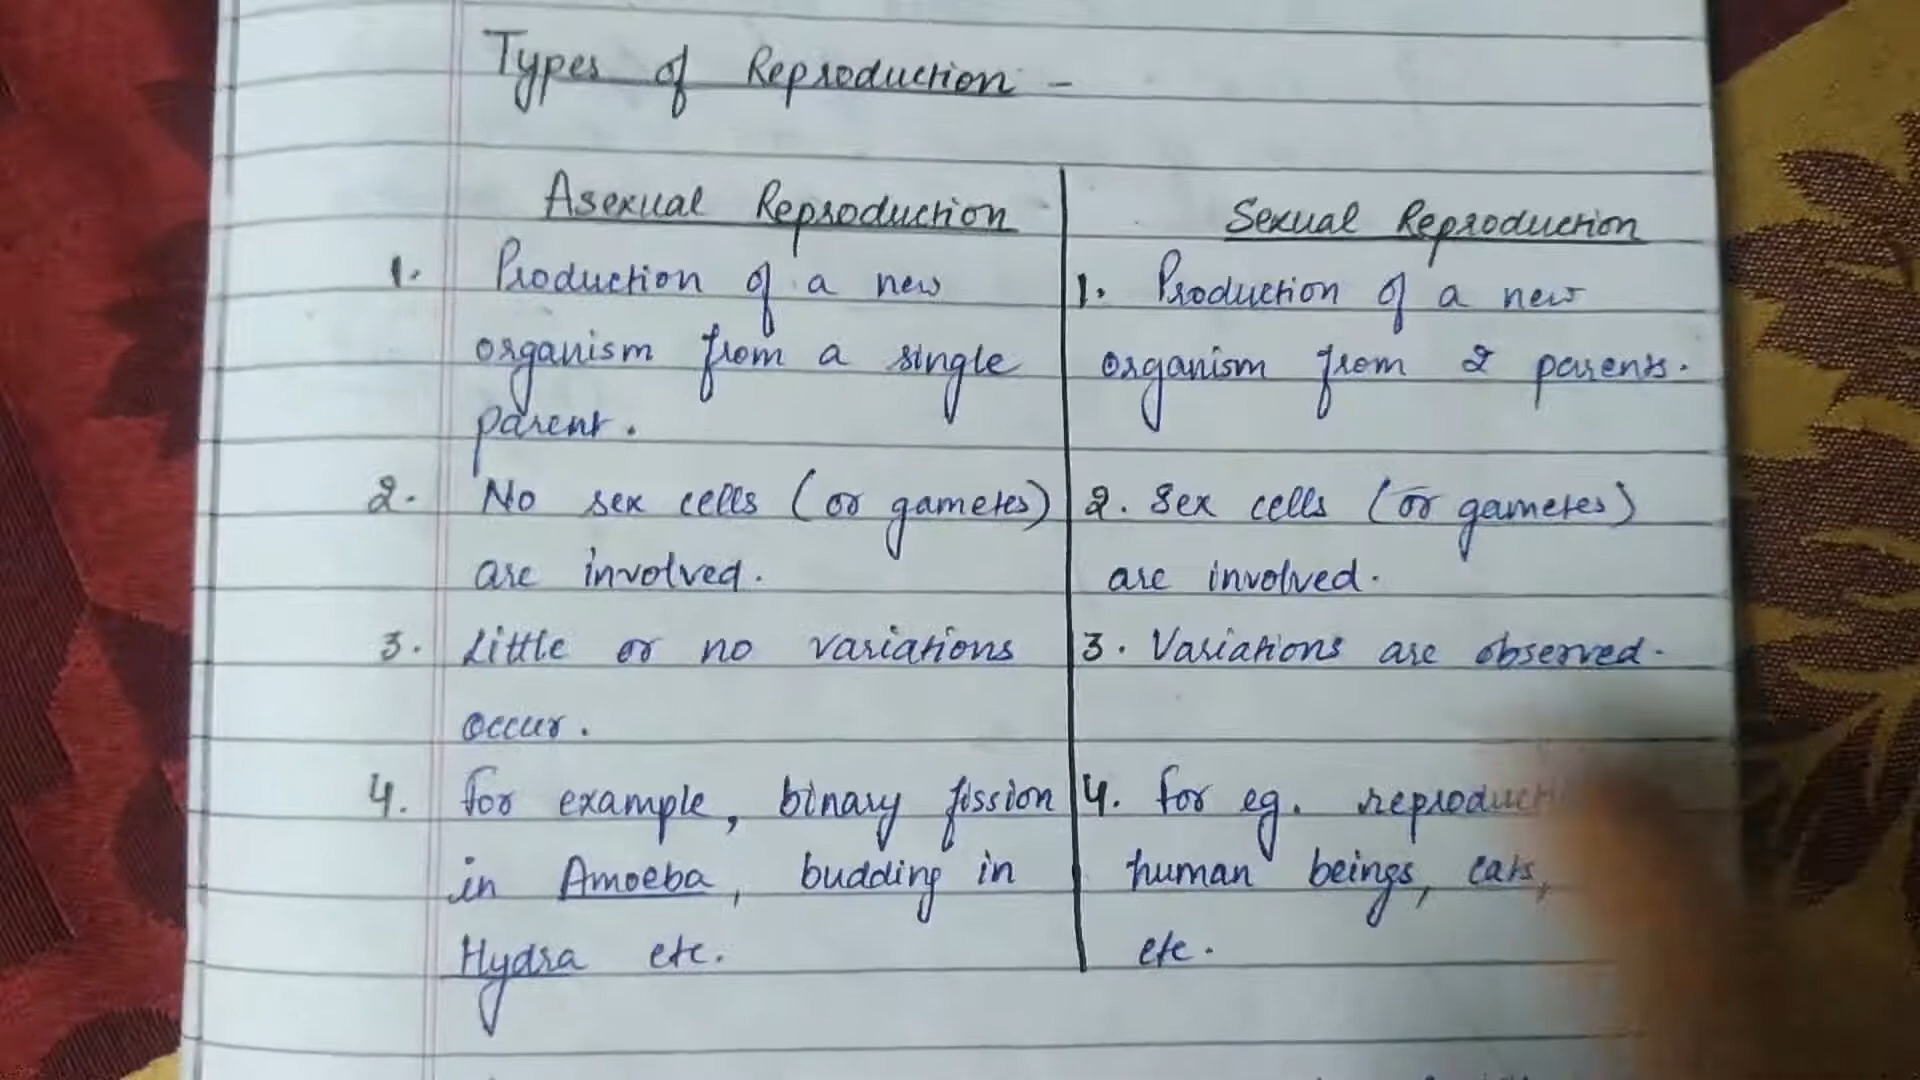 Types of Reproduction -
Asexual Reproduction
1. Production of a new
organism from a single
parent.
2. No sex cells (or gametes)
are involved.
3. Little or no variations
occur.
4. for example, binary fission
in Amoeba, budding in
Hydra etc.
Sexual Reproduction
1. Production of a new
organism from 2 parents.
2. Sex cells (or gametes)
are involved.
3. Variations are observed.
4. for eg.
human beings, cats,
etc.